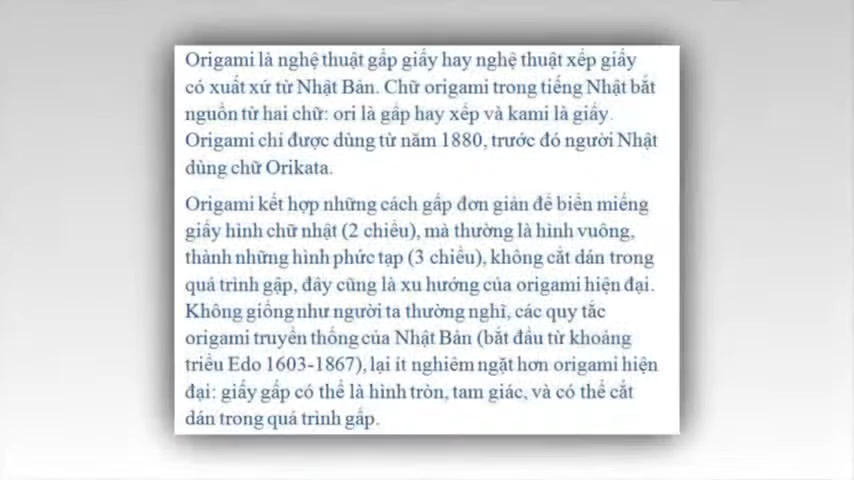 Origami là nghệ thuật gấp giấy hay nghệ thuật xếp giấy
có xuất xứ từ Nhật Bản. Chữ origami trong tiếng Nhật bắt
nguồn từ hai chữ: ori là gấp hay xếp và kami là giấy.
Origami chỉ được dùng từ năm 1880, trước đó người Nhật
dùng chữ Orikata.
Origami kết hợp những cách gấp đơn giản để biến miếng
giấy hình chữ nhật (2 chiều), mà thường là hình vuông,
thành những hình phức tạp (3 chiều), không cắt dán trong
quá trình gập, đây cũng là xu hướng của origami hiện đại.
Không giống như người ta thường nghĩ, các quy tắc
origami truyền thống của Nhật Bản (bắt đầu từ khoảng
triều Edo 1603-1867), lại ít nghiêm ngặt hơn origami hiện
đại: giấy gấp có thể là hình tròn, tam giác, và có thể cắt
dán trong quá trình gấp.